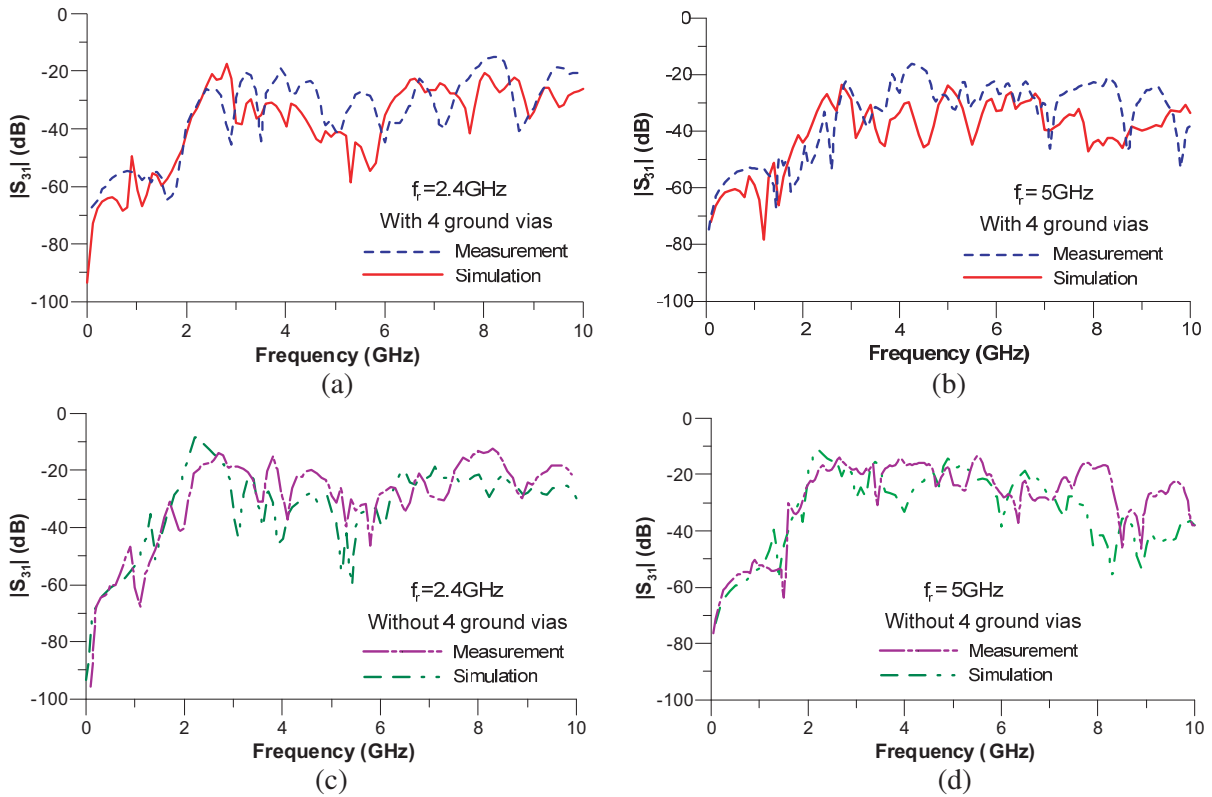 0
-20
-40
-60
-80
-100
|S31| (dB)
fr=2.4GHz
With 4 ground vias
Measurement
Simulation
0 2 4 6 8 10
Frequency (GHz)
(a)
0
-20
-40
-60
-80
-100
|S31| (dB)
fr=5GHz
With 4 ground vias
Measurement
Simulation
0 2 4 6 8 10
Frequency (GHz)
(b)
0
-20
-40
-60
-80
-100
|S31| (dB)
fr=2.4GHz
Without 4 ground vias
Measurement
Simulation
0 2 4 6 8 10
Frequency (GHz)
(c)
0
-20
-40
-60
-80
-100
|S31| (dB)
fr=5GHz
Without 4 ground vias
Measurement
Simulation
0 2 4 6 8 10
Frequency (GHz)
(d)